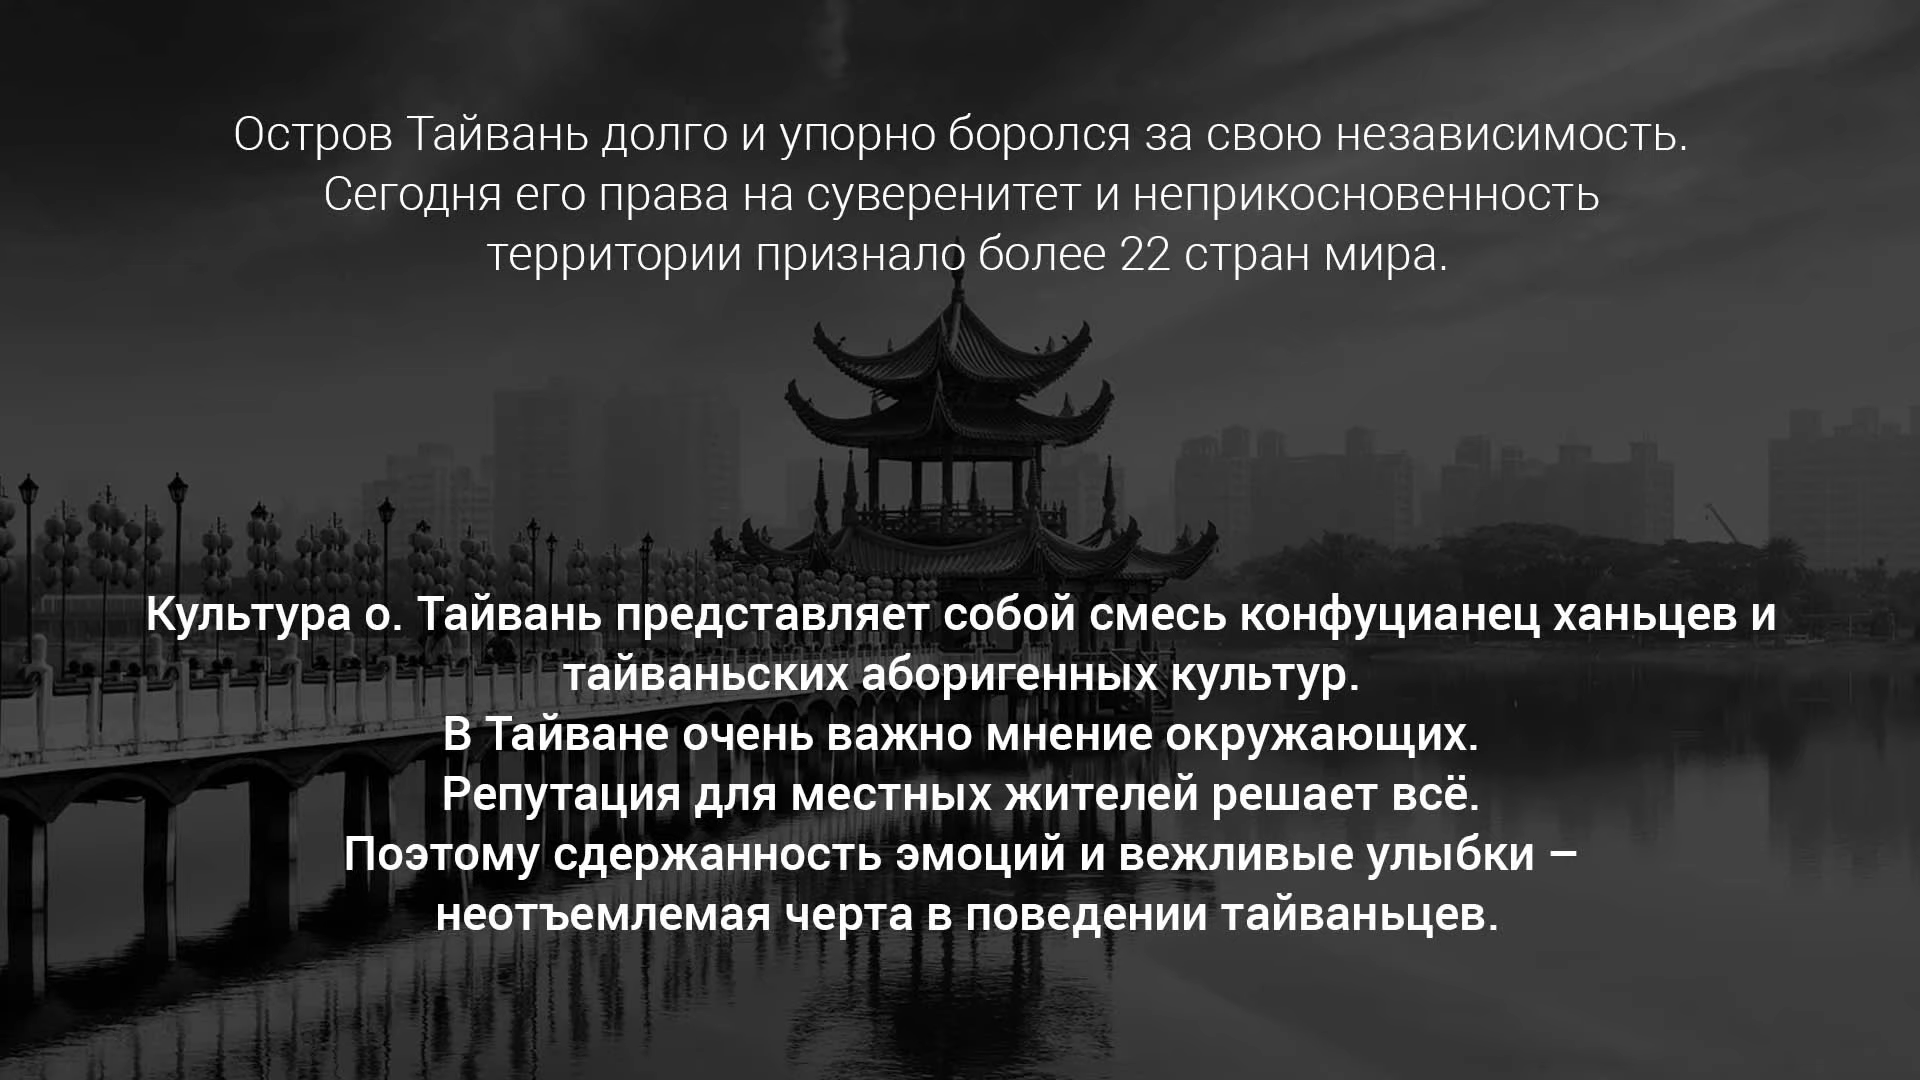 Остров Тайвань долго и упорно боролся за свою независимость.
Сегодня его права на суверенитет и неприкосновенность
территории признало более 22 стран мира.
Культура о. Тайвань представляет собой смесь конфуцианец ханьцев и
тайваньских аборигенных культур.
В Тайване очень важно мнение окружающих.
Репутация для местных жителей решает всё.
Поэтому сдержанность эмоций и вежливые улыбки –
неотъемлемая черта в поведении тайваньцев.